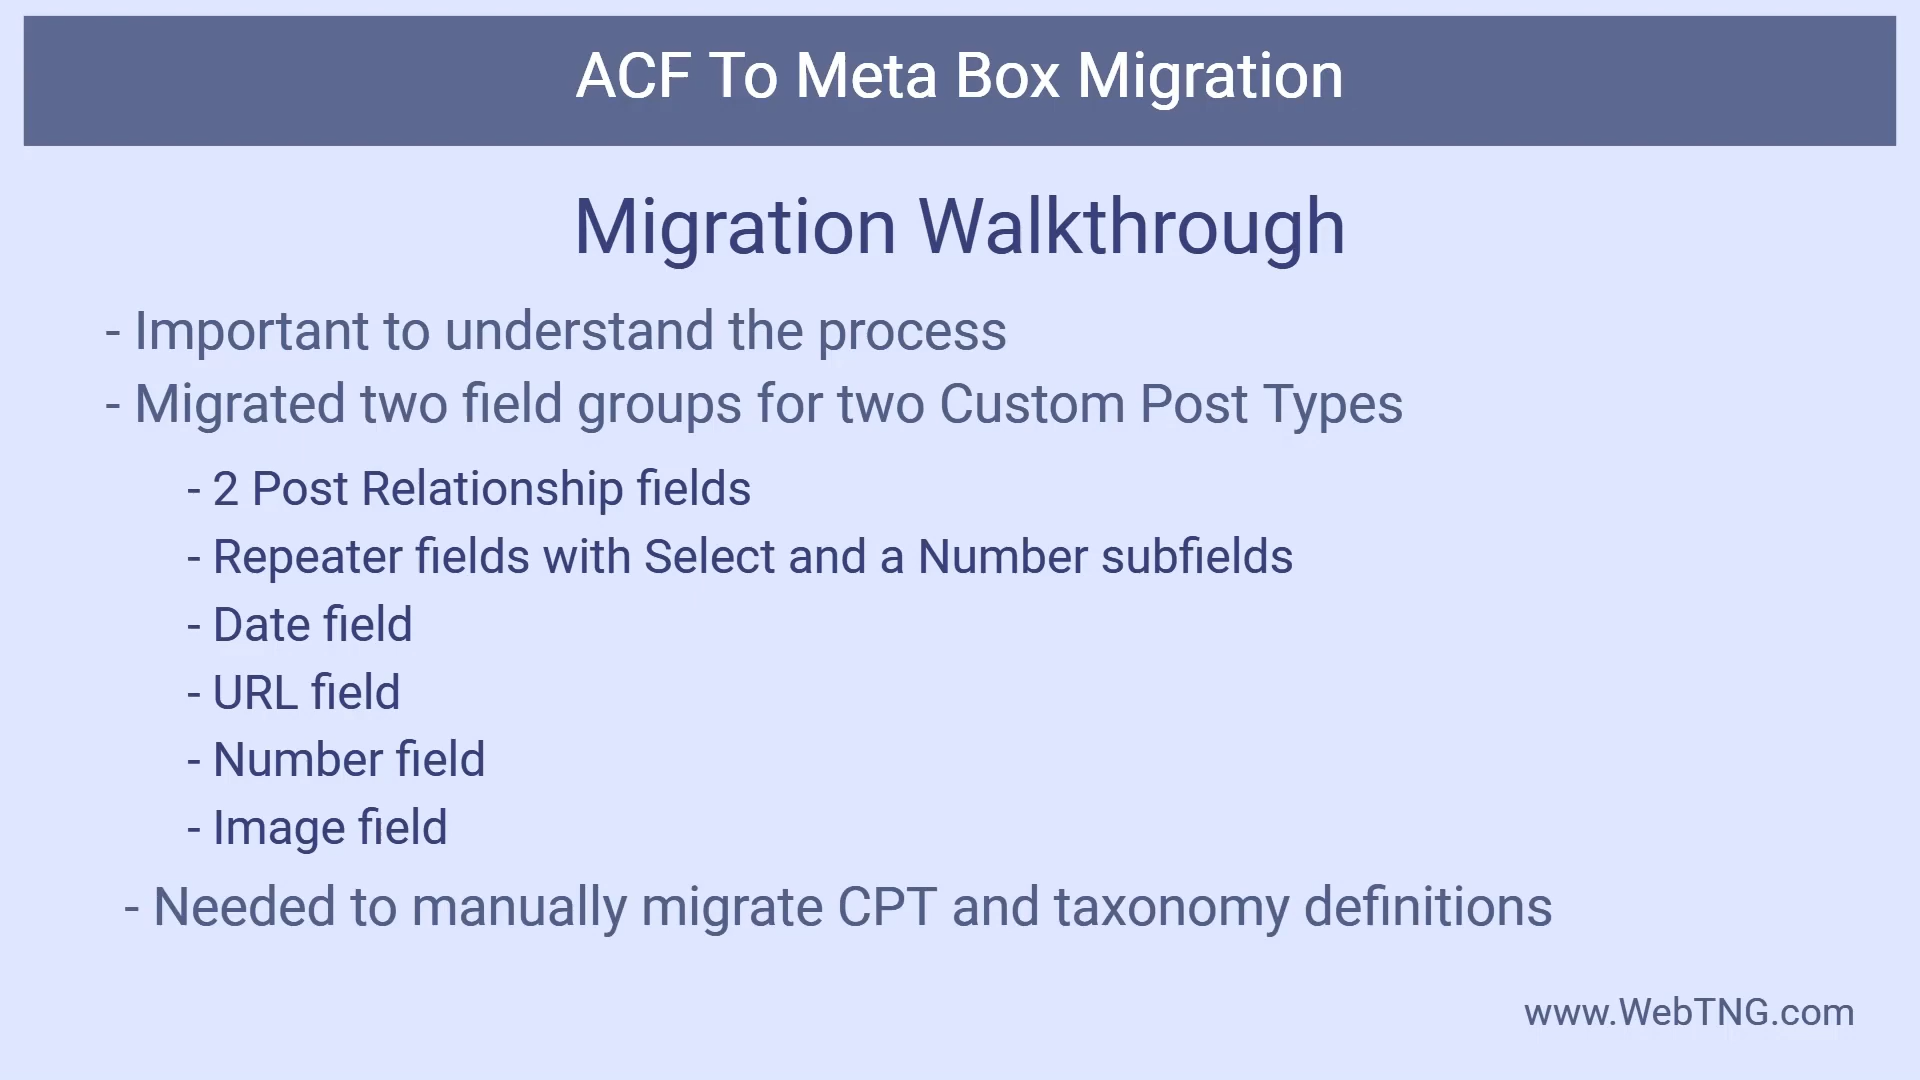 ACF To Meta Box Migration
Migration Walkthrough
- Important to understand the process
- Migrated two field groups for two Custom Post Types
- 2 Post Relationship fields
- Repeater fields with Select and a Number subfields
- Date field
- URL field
- Number field
- Image field
- Needed to manually migrate CPT and taxonomy definitions
www.WebTNG.com